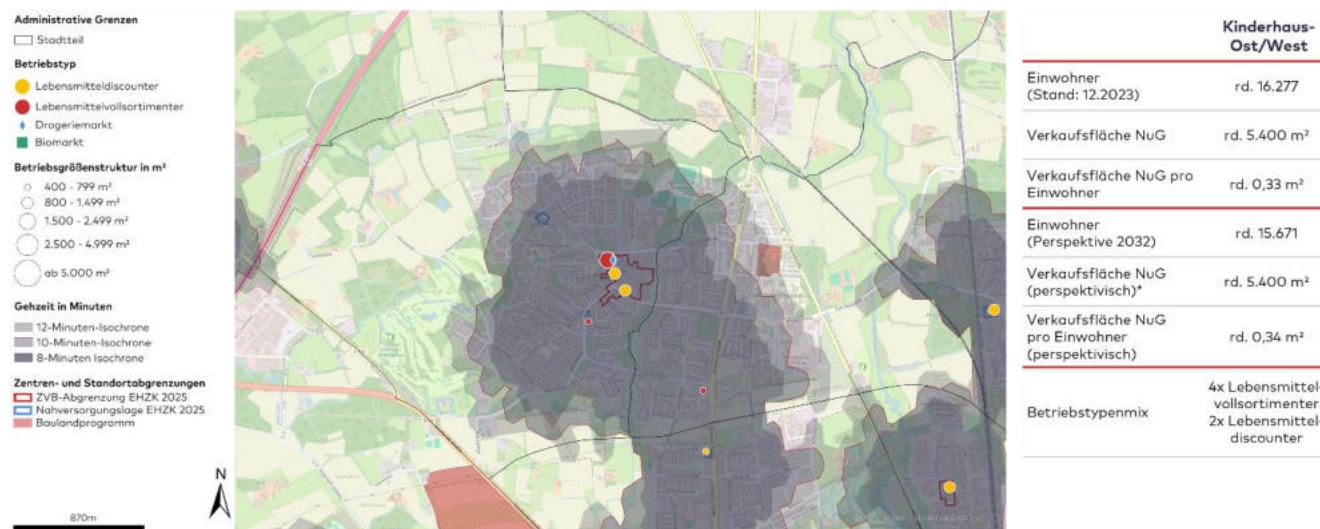 Administrative Grenzen
Stadtteil
Betriebstyp
Lebensmitteldiscounter
Lebensmittelvollsortimenter
Drogeriemarkt
Biomarkt
Betriebsgrößenstruktur in m²
400 - 799 m²
800 - 1.499 m²
1.500 - 2.499 m²
2.500 - 4.999 m²
ab 5.000 m²
Gehzeit in Minuten
12-Minuten-Isochrone
10-Minuten-Isochrone
8-Minuten Isochrone
Zentren- und Standortabgrenzungen
ZVB-Abgrenzung EHZK 2025
Nahversorgungslage EHZK 2025
Baulandprogramm
N
870m
Kinderhaus-
Ost/West
Einwohner
(Stand: 12.2023)
rd. 16.277
Verkaufsfläche NuG
rd. 5.400 m²
Verkaufsfläche NuG pro
Einwohner
rd. 0,33 m²
Einwohner
(Perspektive 2032)
rd. 15.671
Verkaufsfläche NuG
(perspektivisch)*
rd. 5.400 m²
Verkaufsfläche NuG
pro Einwohner
(perspektivisch)
rd. 0,34 m²
Betriebstypenmix
4x Lebensmittel-
vollsortimenter
2x Lebensmittel-
discounter